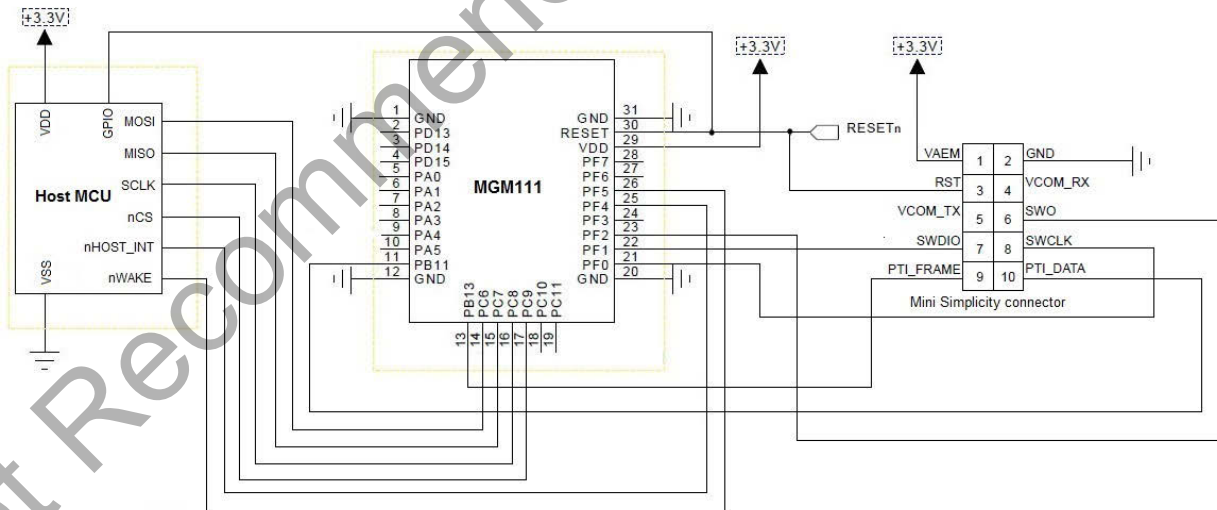 +3.3V
VDD
GPIO
MOSI
MISO
SCLK
nCS
nHOST_INT
nWAKE
VSS
Host MCU
MGM111
1 GND
2 PD13
3 PD14
4 PD15
5 PA0
6 PA1
7 PA2
8 PA3
9 PA4
10 PA5
11 PB11
12 GND
13 PB13
14 PC6
15 PC7
16 PC8
17 PC9
18 PC10
19 PC11
GND 31
RESET 30
VDD 29
PF7 28
PF6 27
PF5 26
PF4 25
PF3 24
PF2 23
PF1 22
PF0 21
GND 20
+3.3V
RESETn
+3.3V
VAEM 1 2 GND
RST 3 4 VCOM_RX
VCOM_TX 5 6 SWO
SWDIO 7 8 SWCLK
PTI_FRAME 9 10 PTI_DATA
Mini Simplicity connector